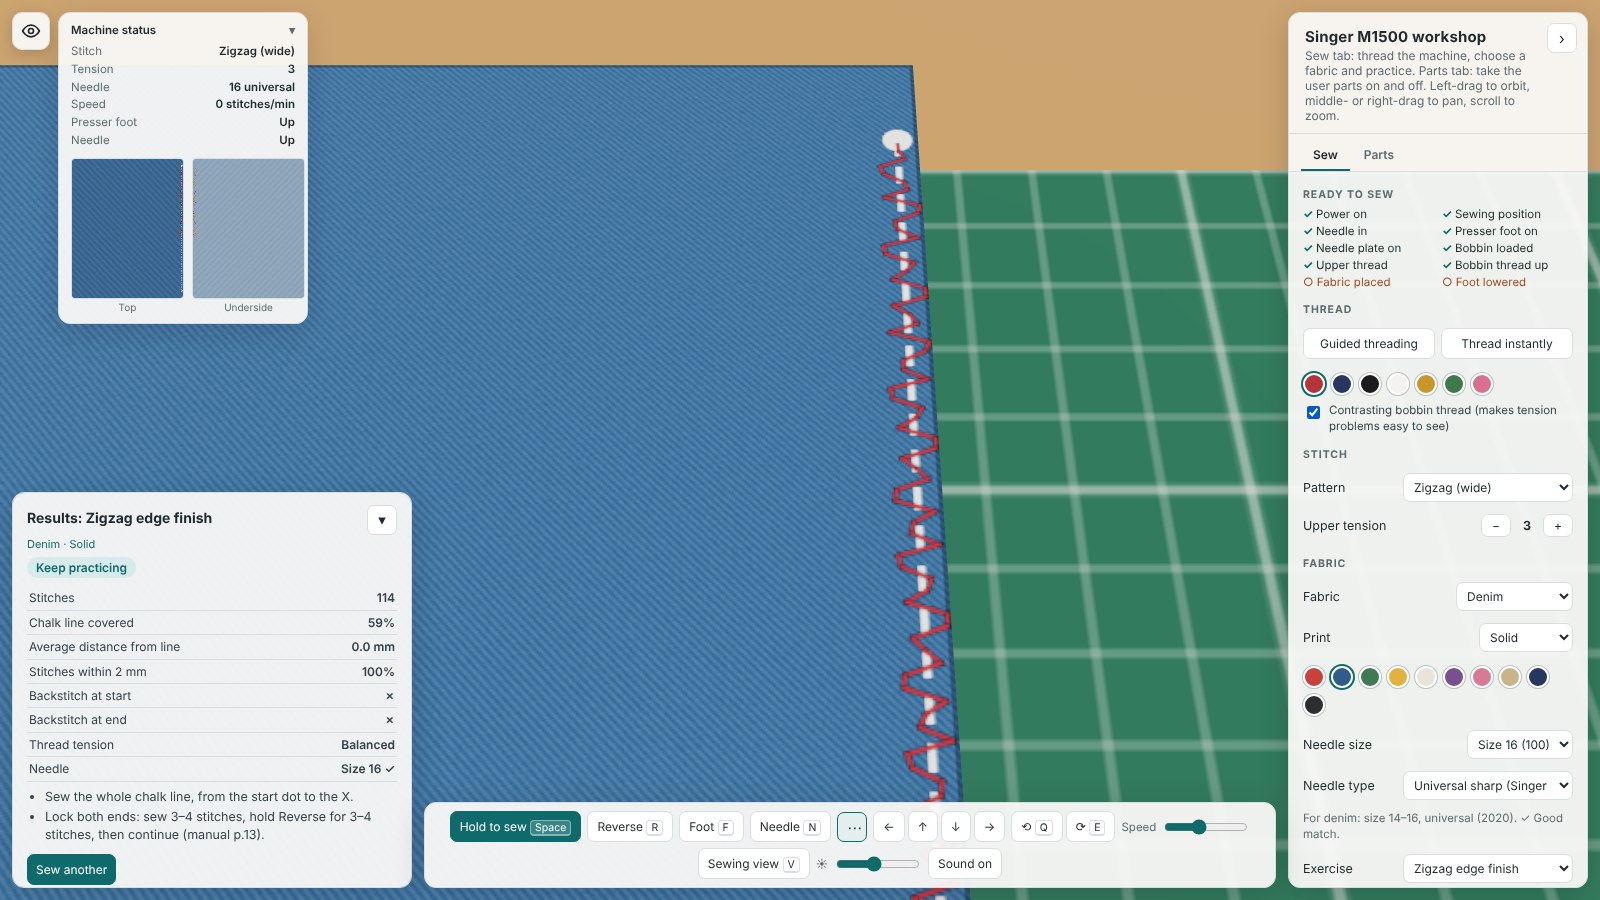 Machine status ▾
Stitch Zigzag (wide)
Tension 3
Needle 16 universal
Speed 0 stitches/min
Presser foot Up
Needle Up
Top Underside
Results: Zigzag edge finish ▾
Denim · Solid
Keep practicing
Stitches 114
Chalk line covered 59%
Average distance from line 0.0 mm
Stitches within 2 mm 100%
Backstitch at start ×
Backstitch at end ×
Thread tension Balanced
Needle Size 16 ✓
• Sew the whole chalk line, from the start dot to the X.
• Lock both ends: sew 3–4 stitches, hold Reverse for 3–4
stitches, then continue (manual p.13).
Sew another
Hold to sew Space Reverse R Foot F Needle N ... ← ↑ ↓ → ⟲ Q ⟳ E Speed
Sewing view V ☀ Sound on
Singer M1500 workshop ›
Sew tab: thread the machine, choose a
fabric and practice. Parts tab: take the
user parts on and off. Left-drag to orbit,
middle- or right-drag to pan, scroll to
zoom.
Sew Parts
READY TO SEW
✓ Power on ✓ Sewing position
✓ Needle in ✓ Presser foot on
✓ Needle plate on ✓ Bobbin loaded
✓ Upper thread ✓ Bobbin thread up
○ Fabric placed ○ Foot lowered
THREAD
Guided threading Thread instantly
Contrasting bobbin thread (makes tension
problems easy to see)
STITCH
Pattern Zigzag (wide)
Upper tension − 3 +
FABRIC
Fabric Denim
Print Solid
Needle size Size 16 (100)
Needle type Universal sharp (Singer
For denim: size 14–16, universal (2020). ✓ Good
match.
Exercise Zigzag edge finish